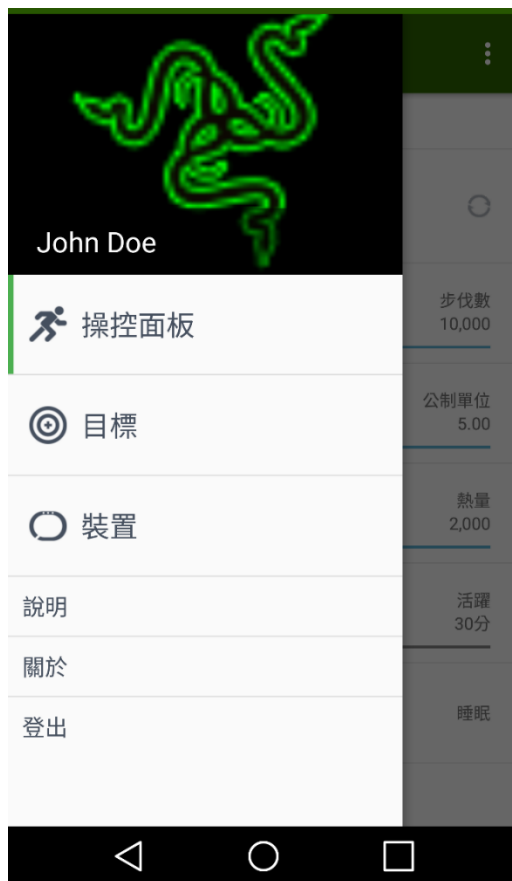 John Doe
操控面板
目標
裝置
說明
關於
登出
步伐數
10,000
公制單位
5.00
熱量
2,000
活躍
30分
睡眠